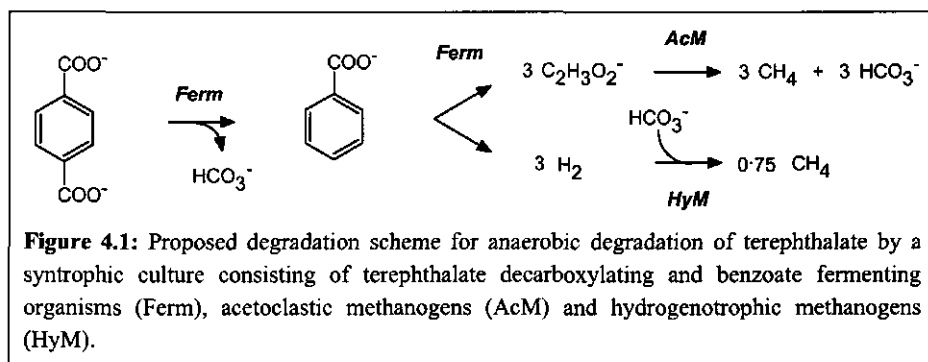 COO⁻
COO⁻
Ferm
HCO₃⁻
COO⁻
Ferm
3 C₂H₃O₂⁻
AcM
3 CH₄ + 3 HCO₃⁻
HCO₃⁻
3 H₂
0·75 CH₄
HyM
Figure 4.1: Proposed degradation scheme for anaerobic degradation of terephthalate by a
syntrophic culture consisting of terephthalate decarboxylating and benzoate fermenting
organisms (Ferm), acetoclastic methanogens (AcM) and hydrogenotrophic methanogens
(HyM).